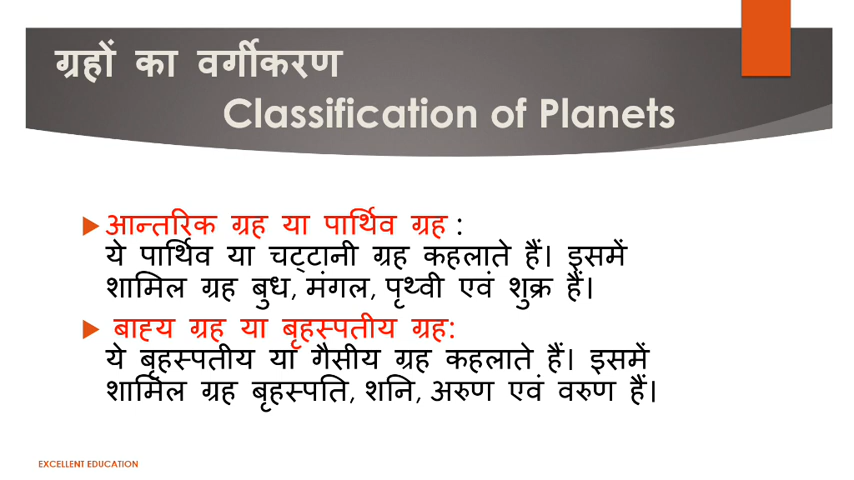 ग्रहों का वर्गीकरण
Classification of Planets
आन्तरिक ग्रह या पार्थिव ग्रह :
ये पार्थिव या चट्टानी ग्रह कहलाते हैं। इसमें
शामिल ग्रह बुध, मंगल, पृथ्वी एवं शुक्र हैं।
बाह्य ग्रह या बृहस्पतीय ग्रह:
ये बृहस्पतीय या गैसीय ग्रह कहलाते हैं। इसमें
शामिल ग्रह बृहस्पति, शनि, अरुण एवं वरुण हैं।
EXCELLENT EDUCATION